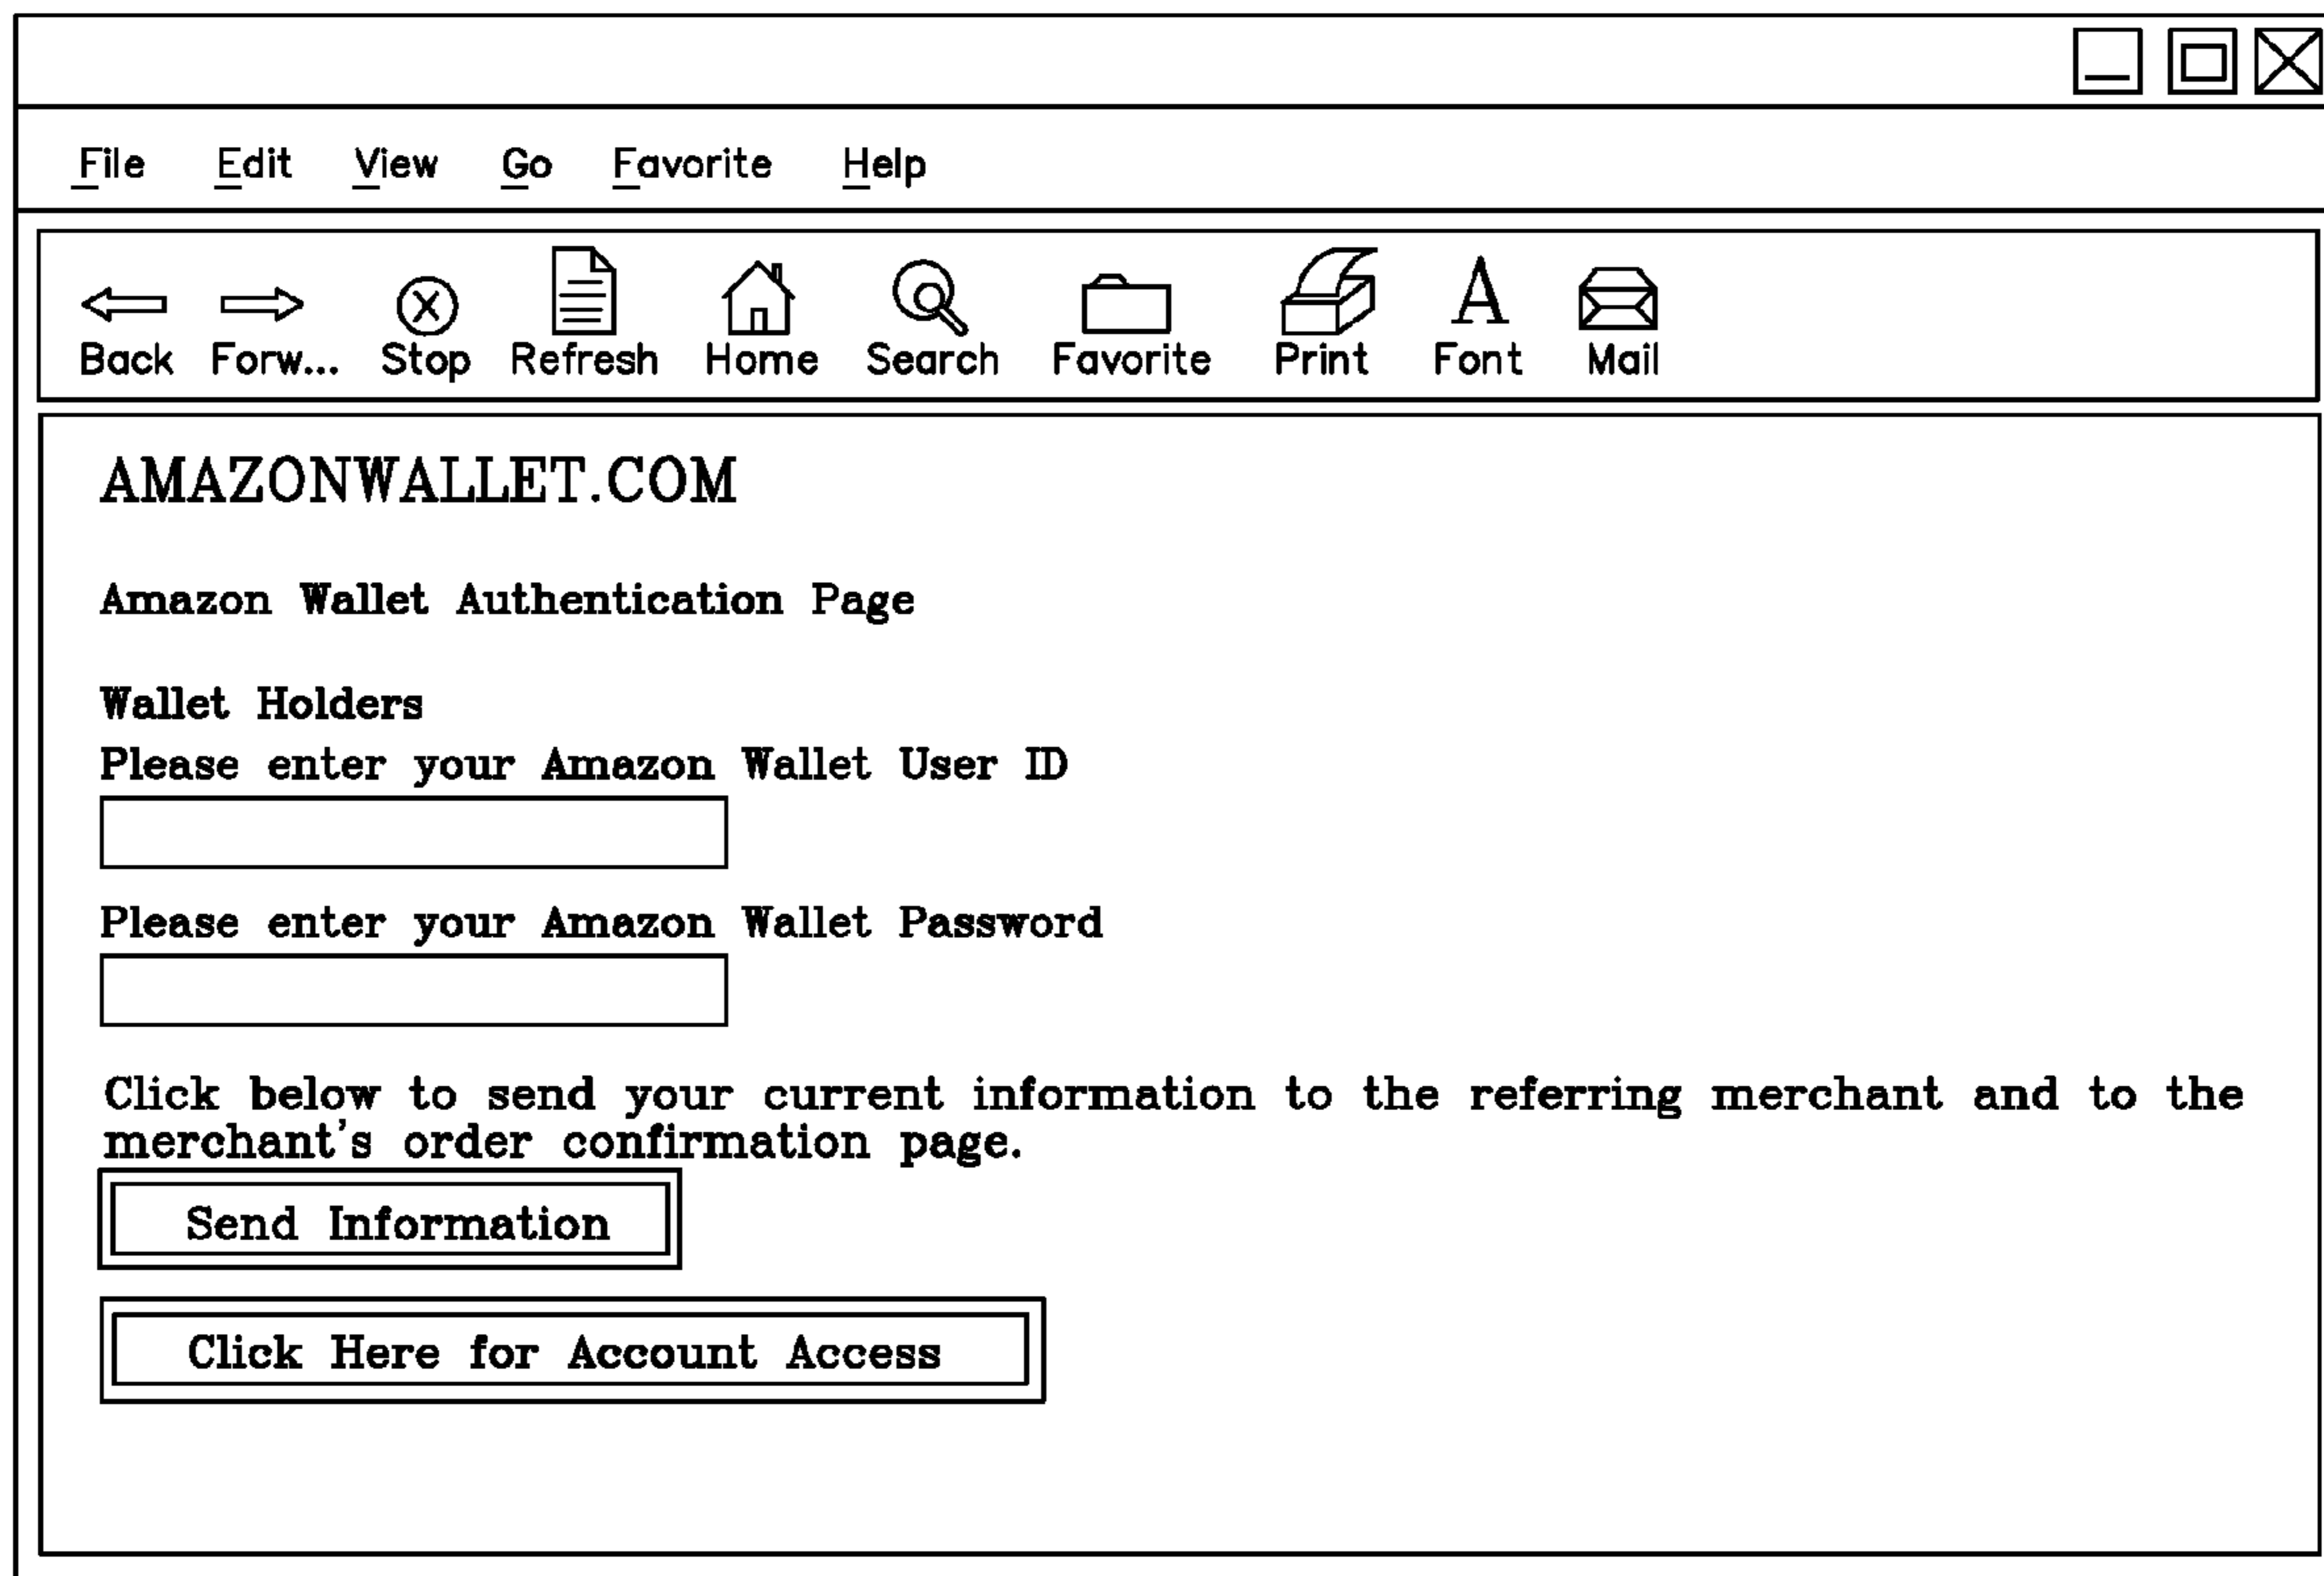 File Edit View Go Favorite Help
Back Forw... Stop Refresh Home Search Favorite Print Font Mail
AMAZONWALLET.COM
Amazon Wallet Authentication Page
Wallet Holders
Please enter your Amazon Wallet User ID
Please enter your Amazon Wallet Password
Click below to send your current information to the referring merchant and to the
merchant's order confirmation page.
Send Information
Click Here for Account Access